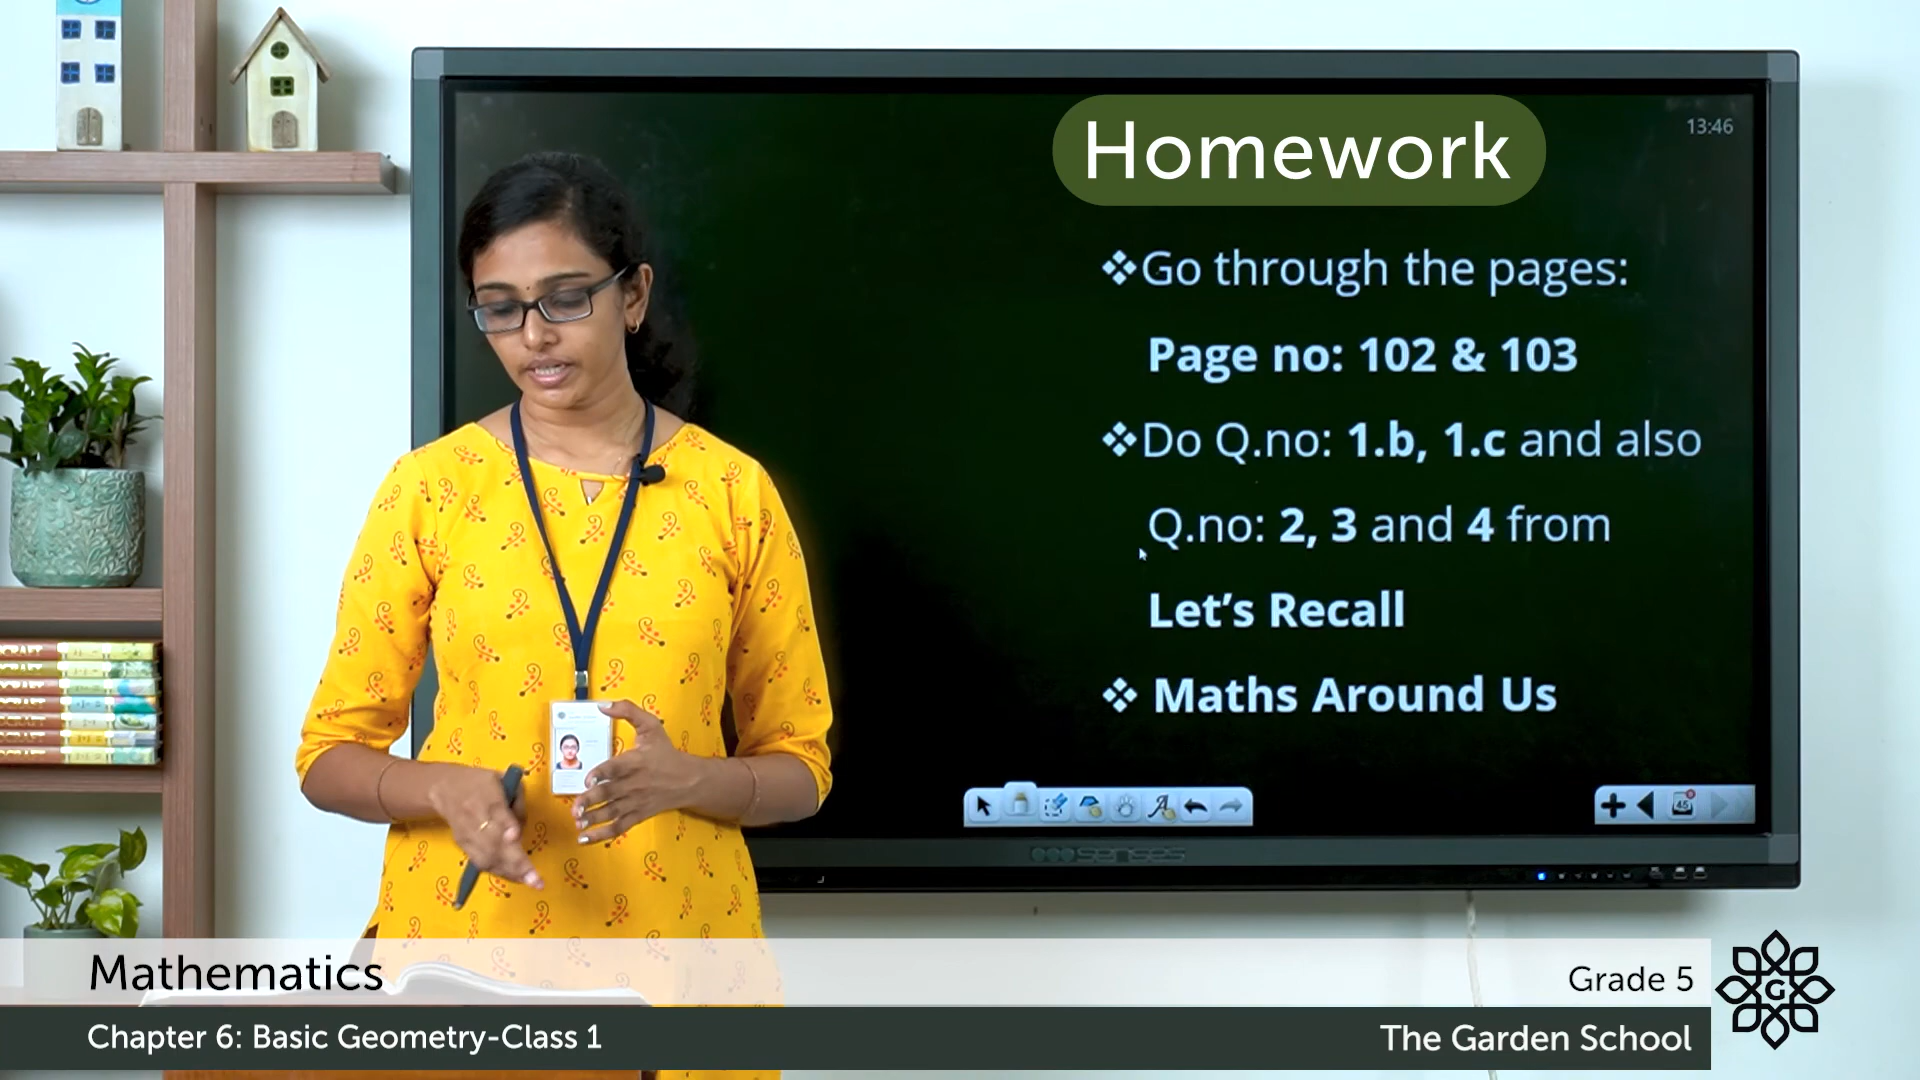 Homework
13:46
❖Go through the pages:
Page no: 102 & 103
❖Do Q.no: 1.b, 1.c and also
Q.no: 2, 3 and 4 from
Let's Recall
❖ Maths Around Us
45
senses
Mathematics
Grade 5
Chapter 6: Basic Geometry-Class 1
The Garden School
G